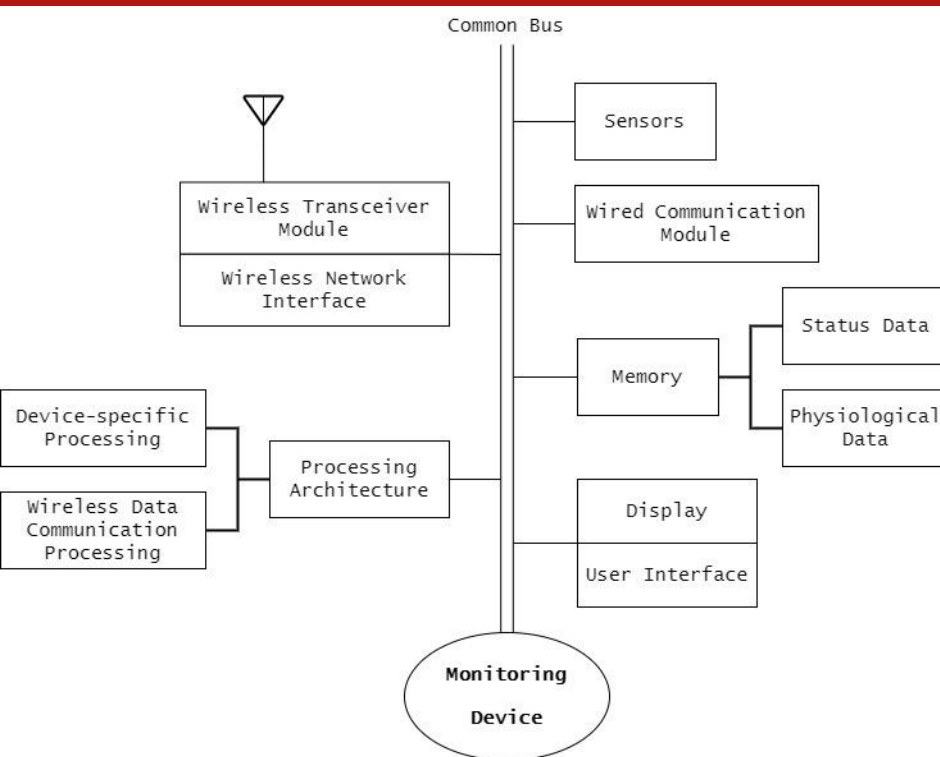 Common Bus
Sensors
Wireless Transceiver
Module
Wired Communication
Module
Wireless Network
Interface
Status Data
Memory
Device-specific
Processing
Physiological
Data
Processing
Architecture
Wireless Data
Communication
Processing
Display
User Interface
Monitoring
Device